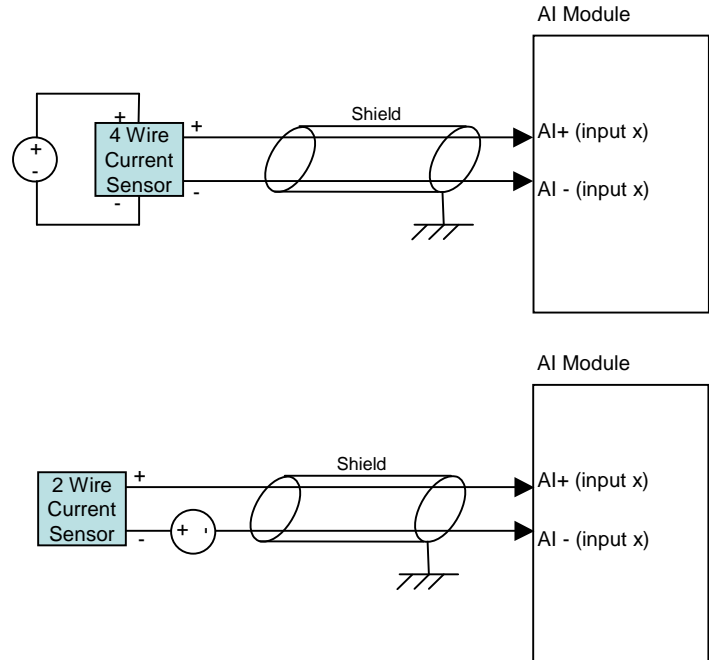 AI Module
+
+
-
4 Wire
Current
Sensor
-
+
-
Shield
AI+ (input x)
AI - (input x)
AI Module
2 Wire
Current
Sensor
+
-
+ -
Shield
AI+ (input x)
AI - (input x)